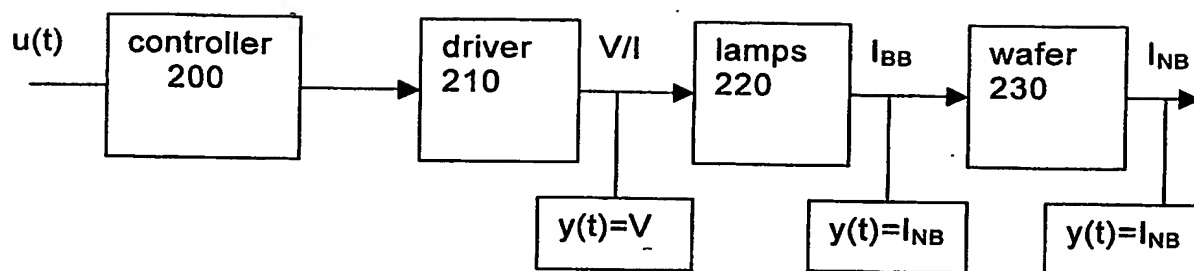 u(t)
controller
200
driver
210
V/I
lamps
220
I_BB
wafer
230
I_NB
y(t)=V
y(t)=I_NB
y(t)=I_NB